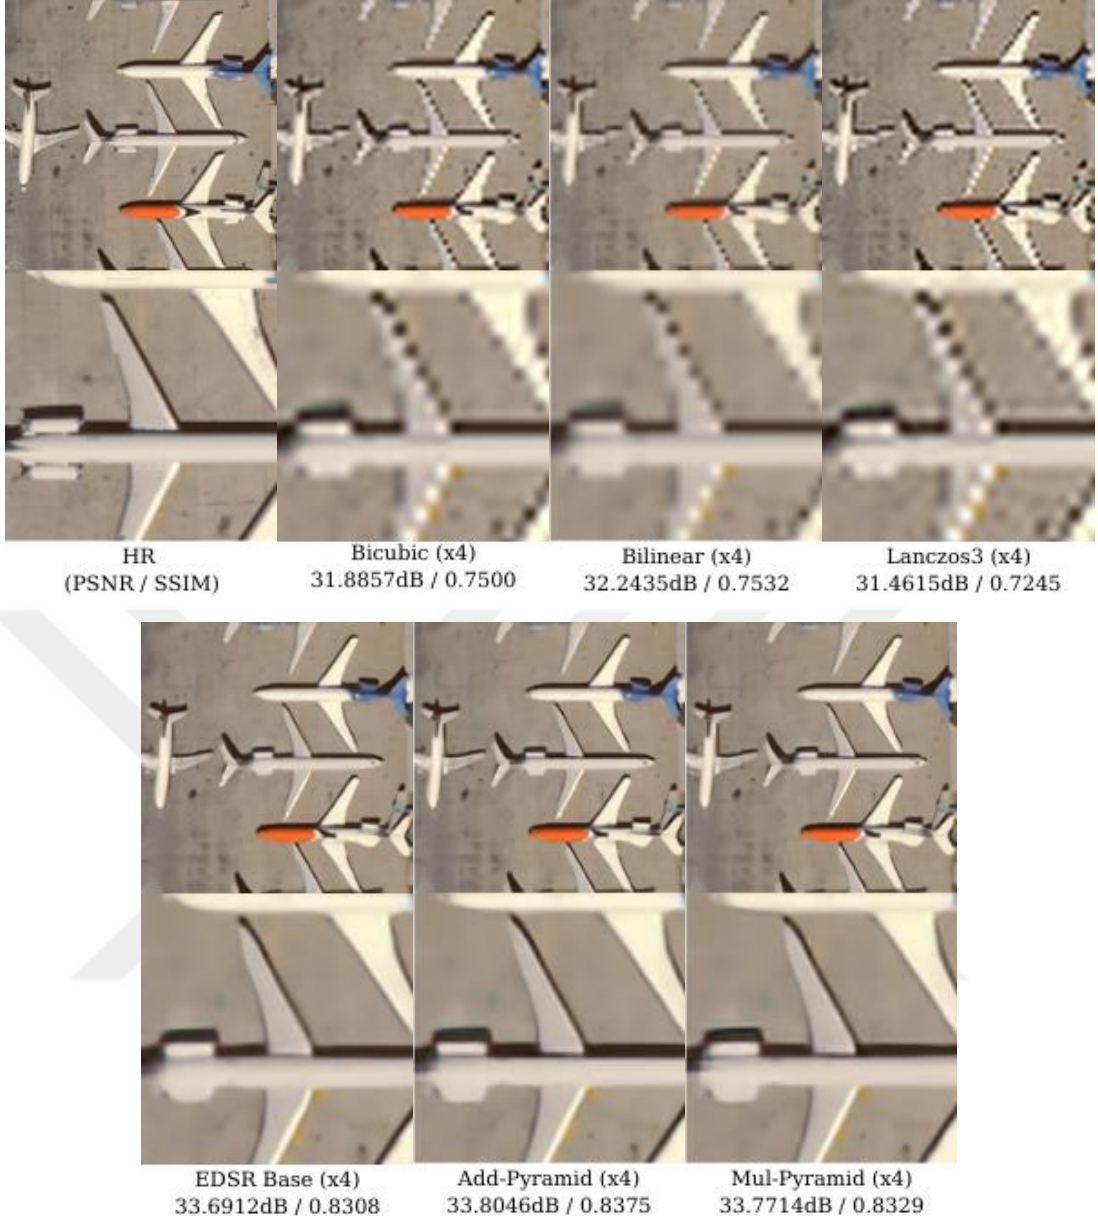 HR
(PSNR / SSIM)
Bicubic (x4)
31.8857dB / 0.7500
Bilinear (x4)
32.2435dB / 0.7532
Lanczos3 (x4)
31.4615dB / 0.7245
EDSR Base (x4)
33.6912dB / 0.8308
Add-Pyramid (x4)
33.8046dB / 0.8375
Mul-Pyramid (x4)
33.7714dB / 0.8329